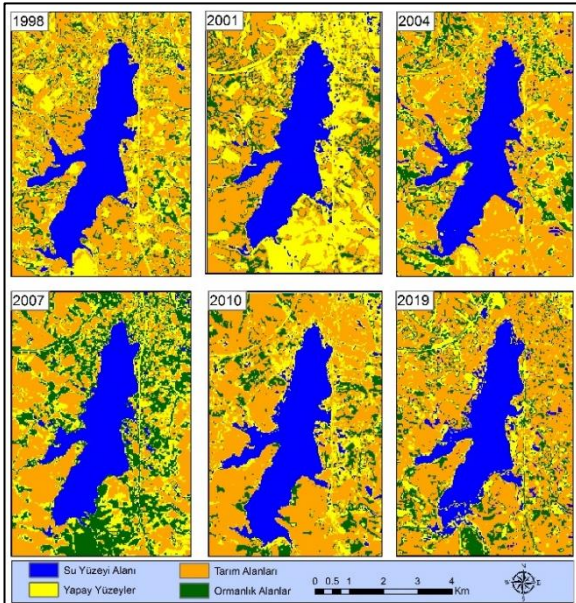 1998
2001
2004
2007
2010
2019
Su Yüzeyi Alanı
Tarım Alanları
Yapay Yüzeyler
Ormanlık Alanlar
0 0.5 1 2 3 4
Km